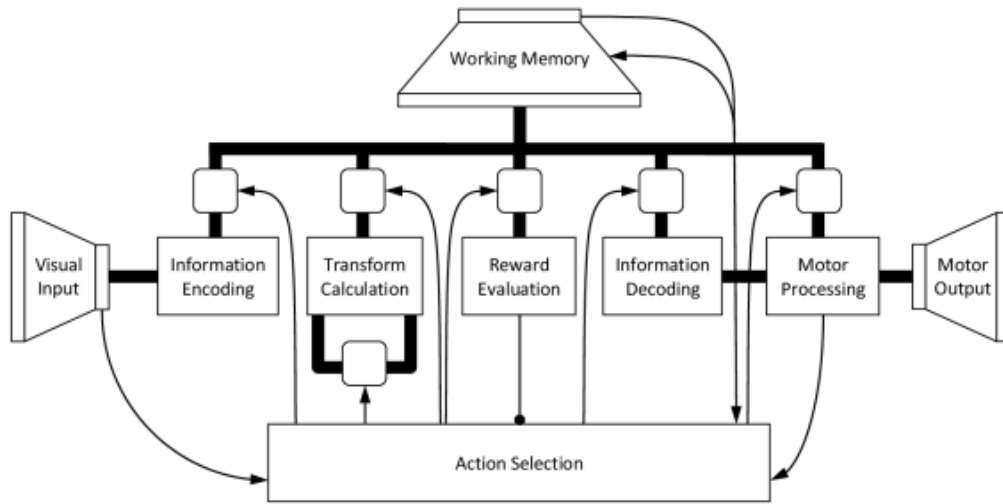 Working Memory
Visual
Input
Information
Encoding
Transform
Calculation
Reward
Evaluation
Information
Decoding
Motor
Processing
Motor
Output
Action Selection